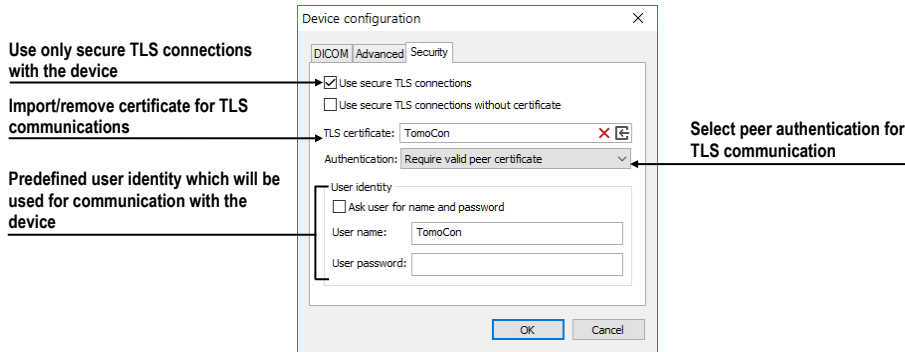 Device configuration
DICOM Advanced Security
Use only secure TLS connections
with the device
Use secure TLS connections
Import/remove certificate for TLS
communications
Use secure TLS connections without certificate
TLS certificate: TomoCon
Select peer authentication for
TLS communication
Authentication: Require valid peer certificate
Predefined user identity which will be
used for communication with the
device
User identity
Ask user for name and password
User name: TomoCon
User password:
OK Cancel